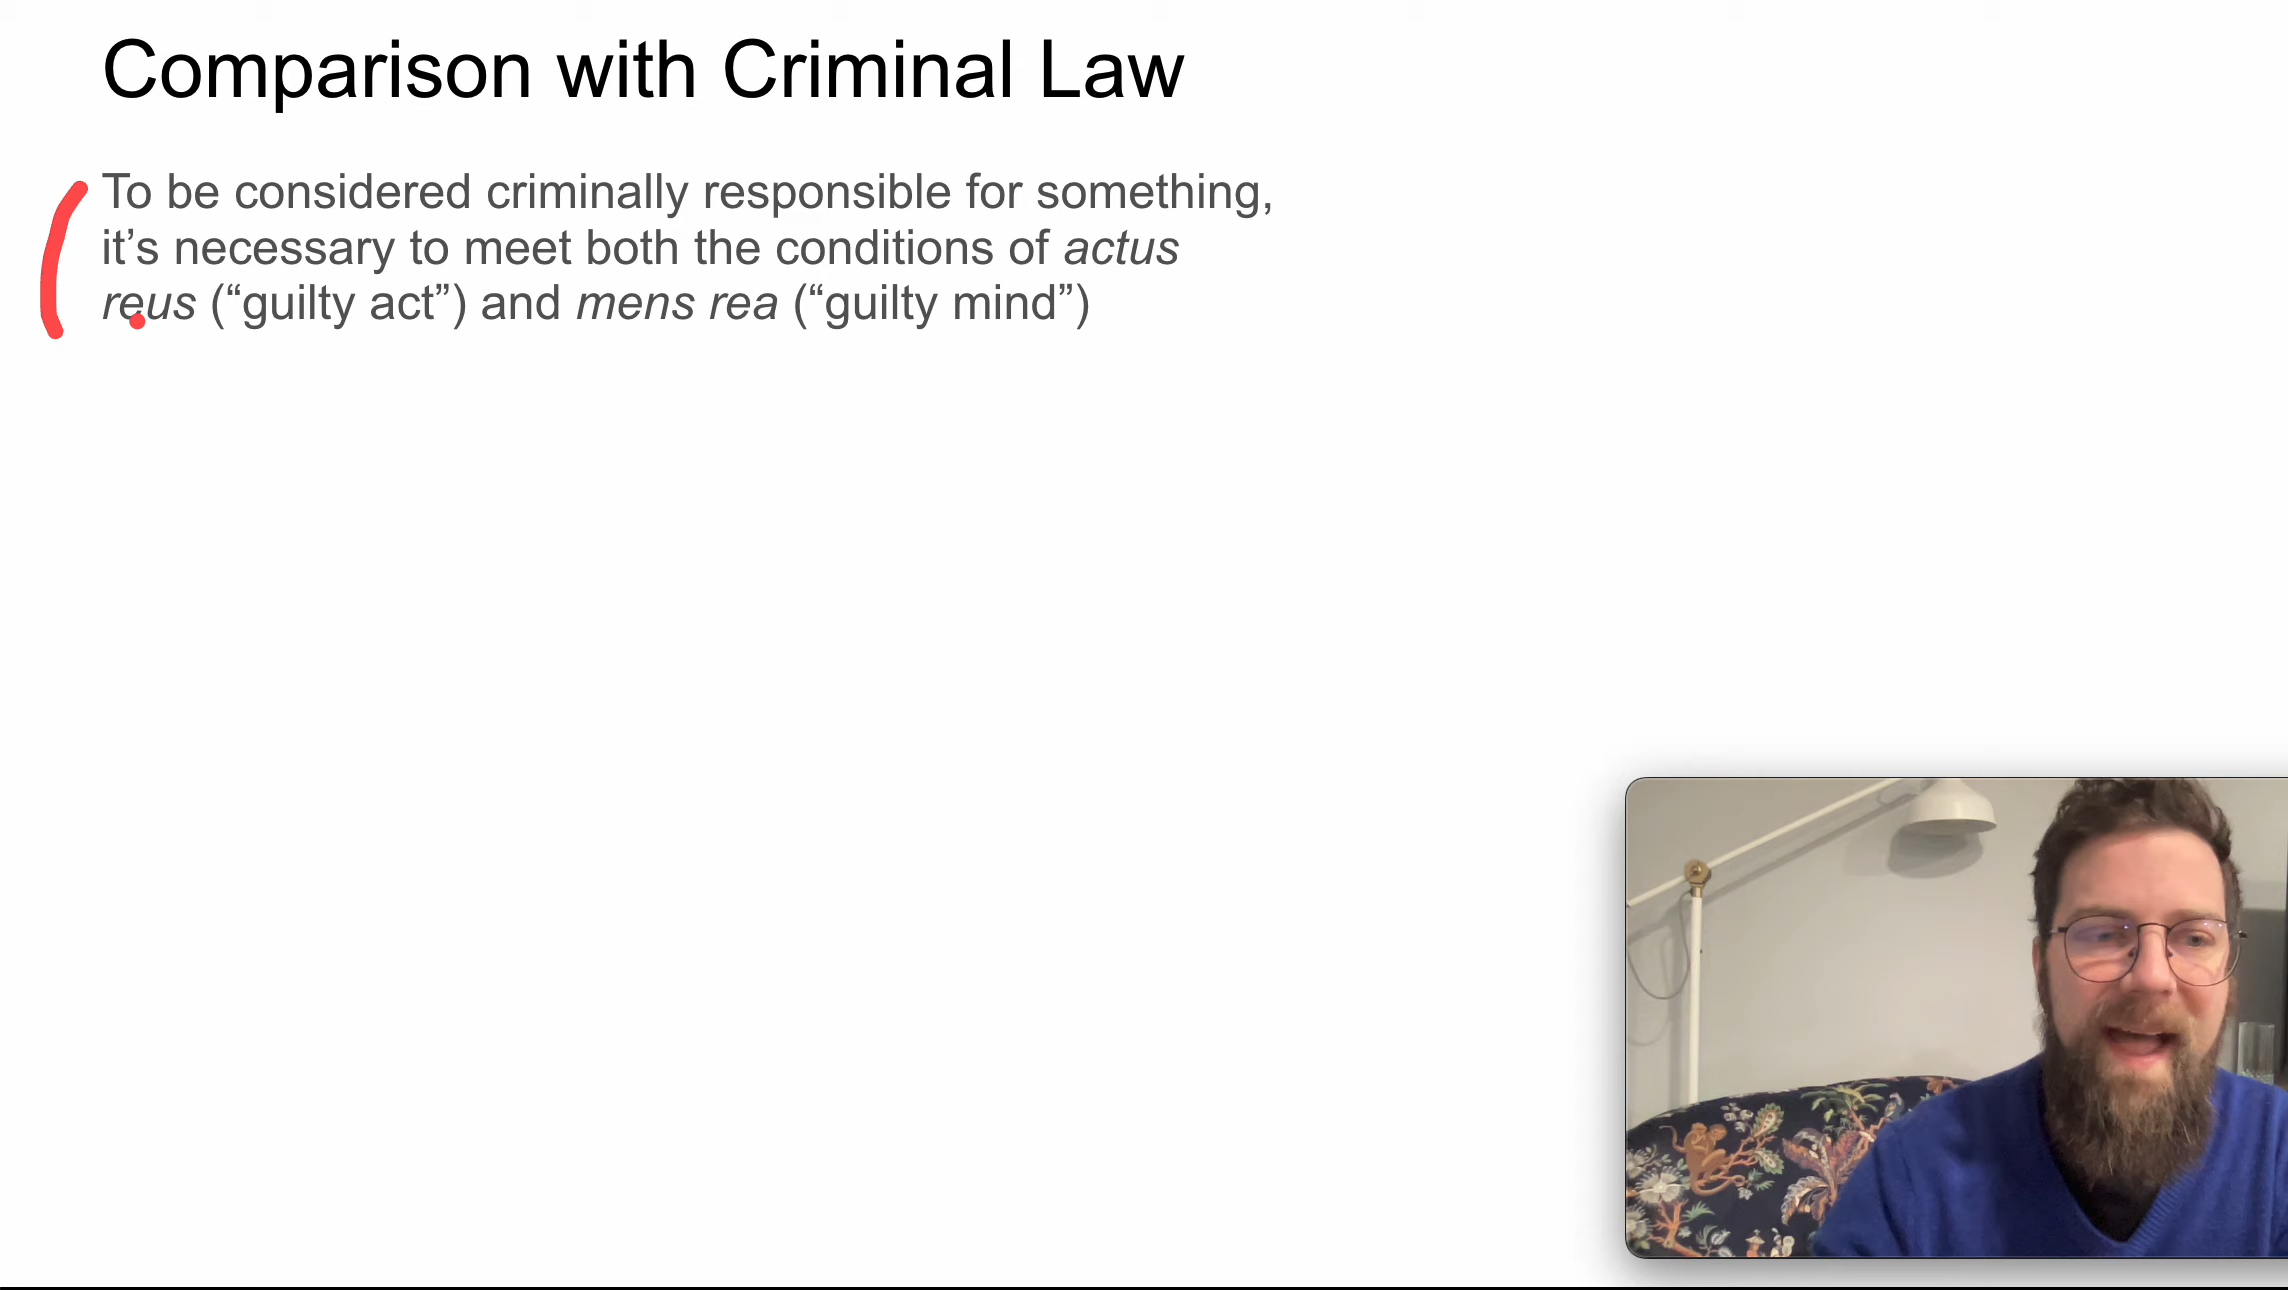 Comparison with Criminal Law
To be considered criminally responsible for something,
it’s necessary to meet both the conditions of actus
reus (“guilty act”) and mens rea (“guilty mind”)